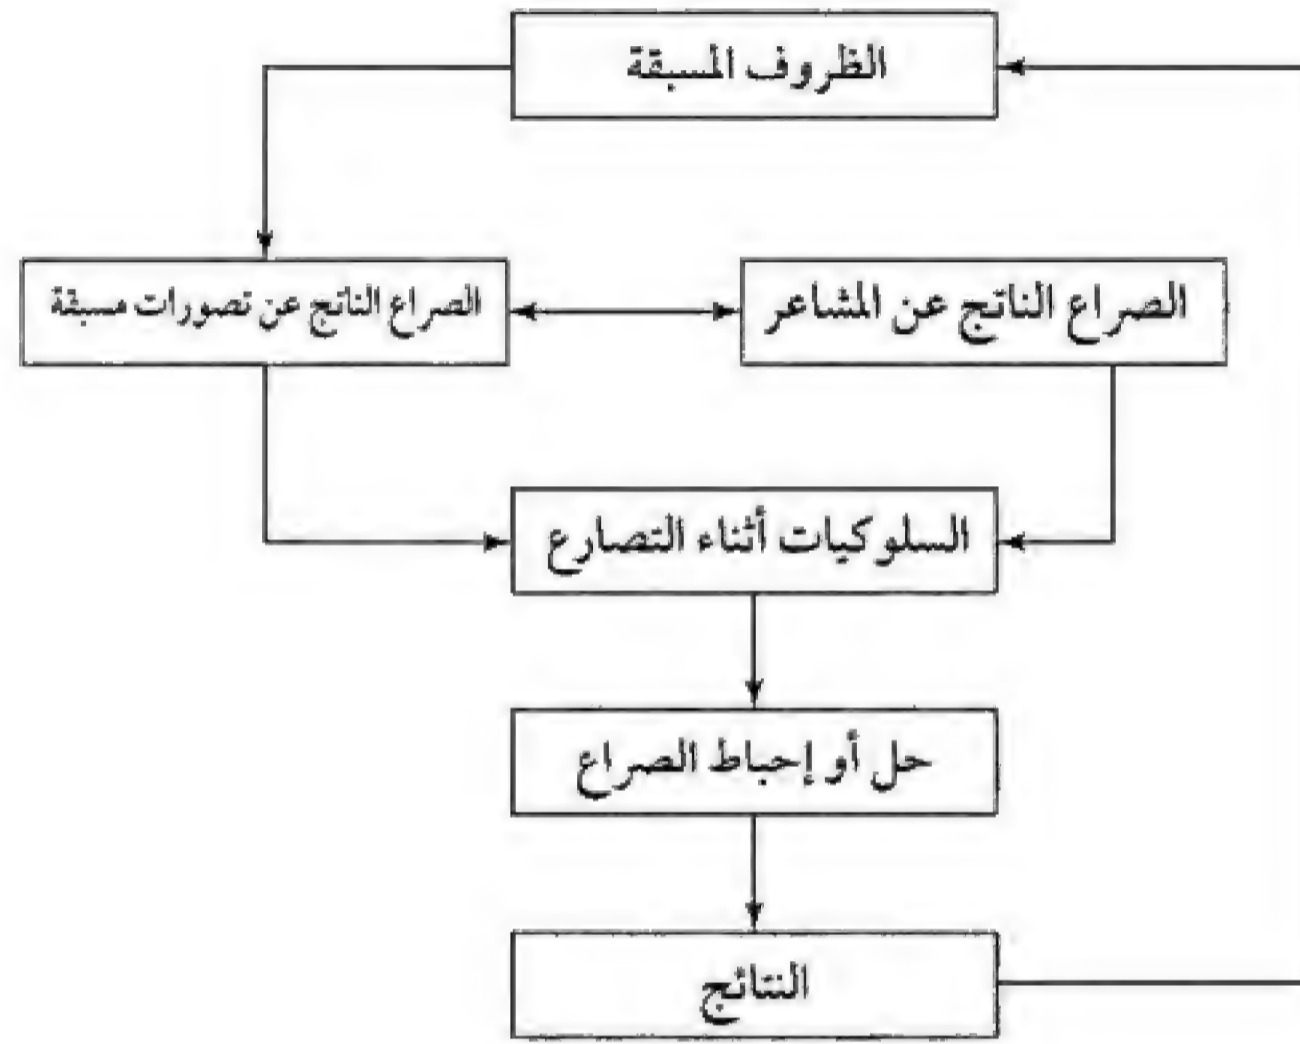 الظروف المسبقة
الصراع الناتج عن المشاعر
الصراع الناتج عن تصورات مسبقة
السلوكيات أثناء التصارع
حل أو إحباط الصراع
النتائج